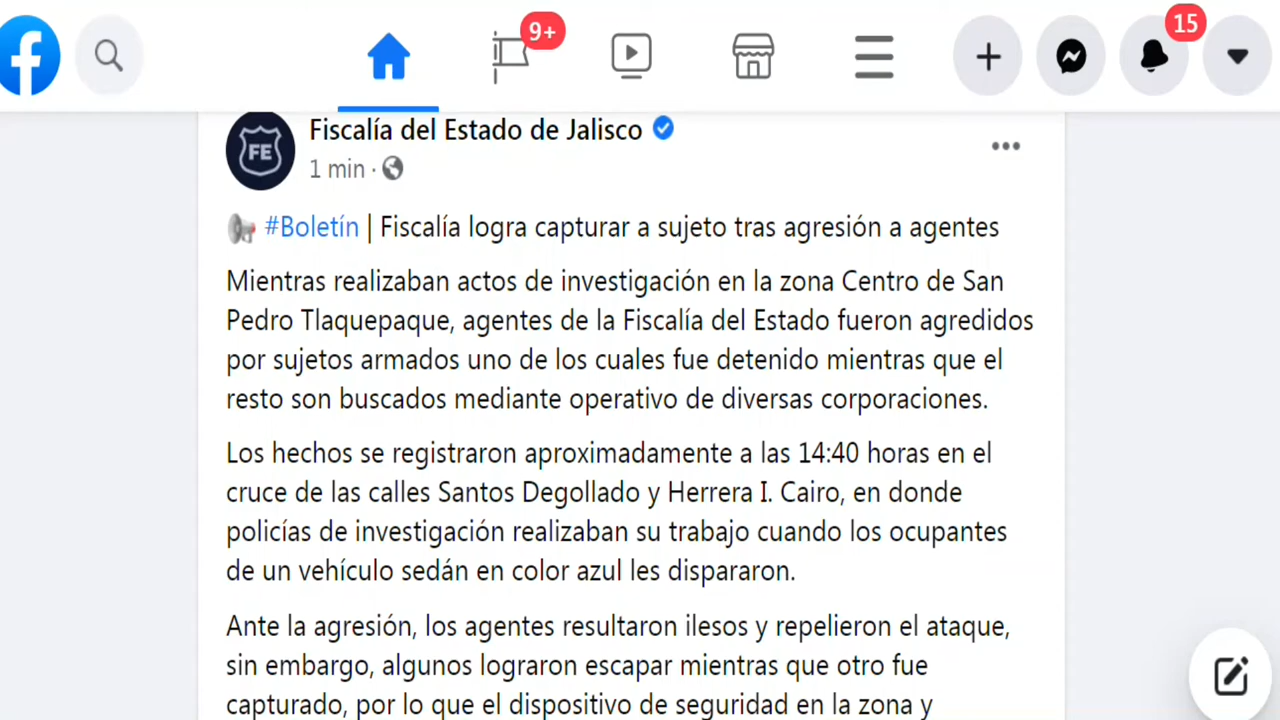 9+
15
Fiscalía del Estado de Jalisco
FE
1 min ·
#Boletín | Fiscalía logra capturar a sujeto tras agresión a agentes
Mientras realizaban actos de investigación en la zona Centro de San
Pedro Tlaquepaque, agentes de la Fiscalía del Estado fueron agredidos
por sujetos armados uno de los cuales fue detenido mientras que el
resto son buscados mediante operativo de diversas corporaciones.
Los hechos se registraron aproximadamente a las 14:40 horas en el
cruce de las calles Santos Degollado y Herrera I. Cairo, en donde
policías de investigación realizaban su trabajo cuando los ocupantes
de un vehículo sedán en color azul les dispararon.
Ante la agresión, los agentes resultaron ilesos y repelieron el ataque,
sin embargo, algunos lograron escapar mientras que otro fue
capturado, por lo que el dispositivo de seguridad en la zona y